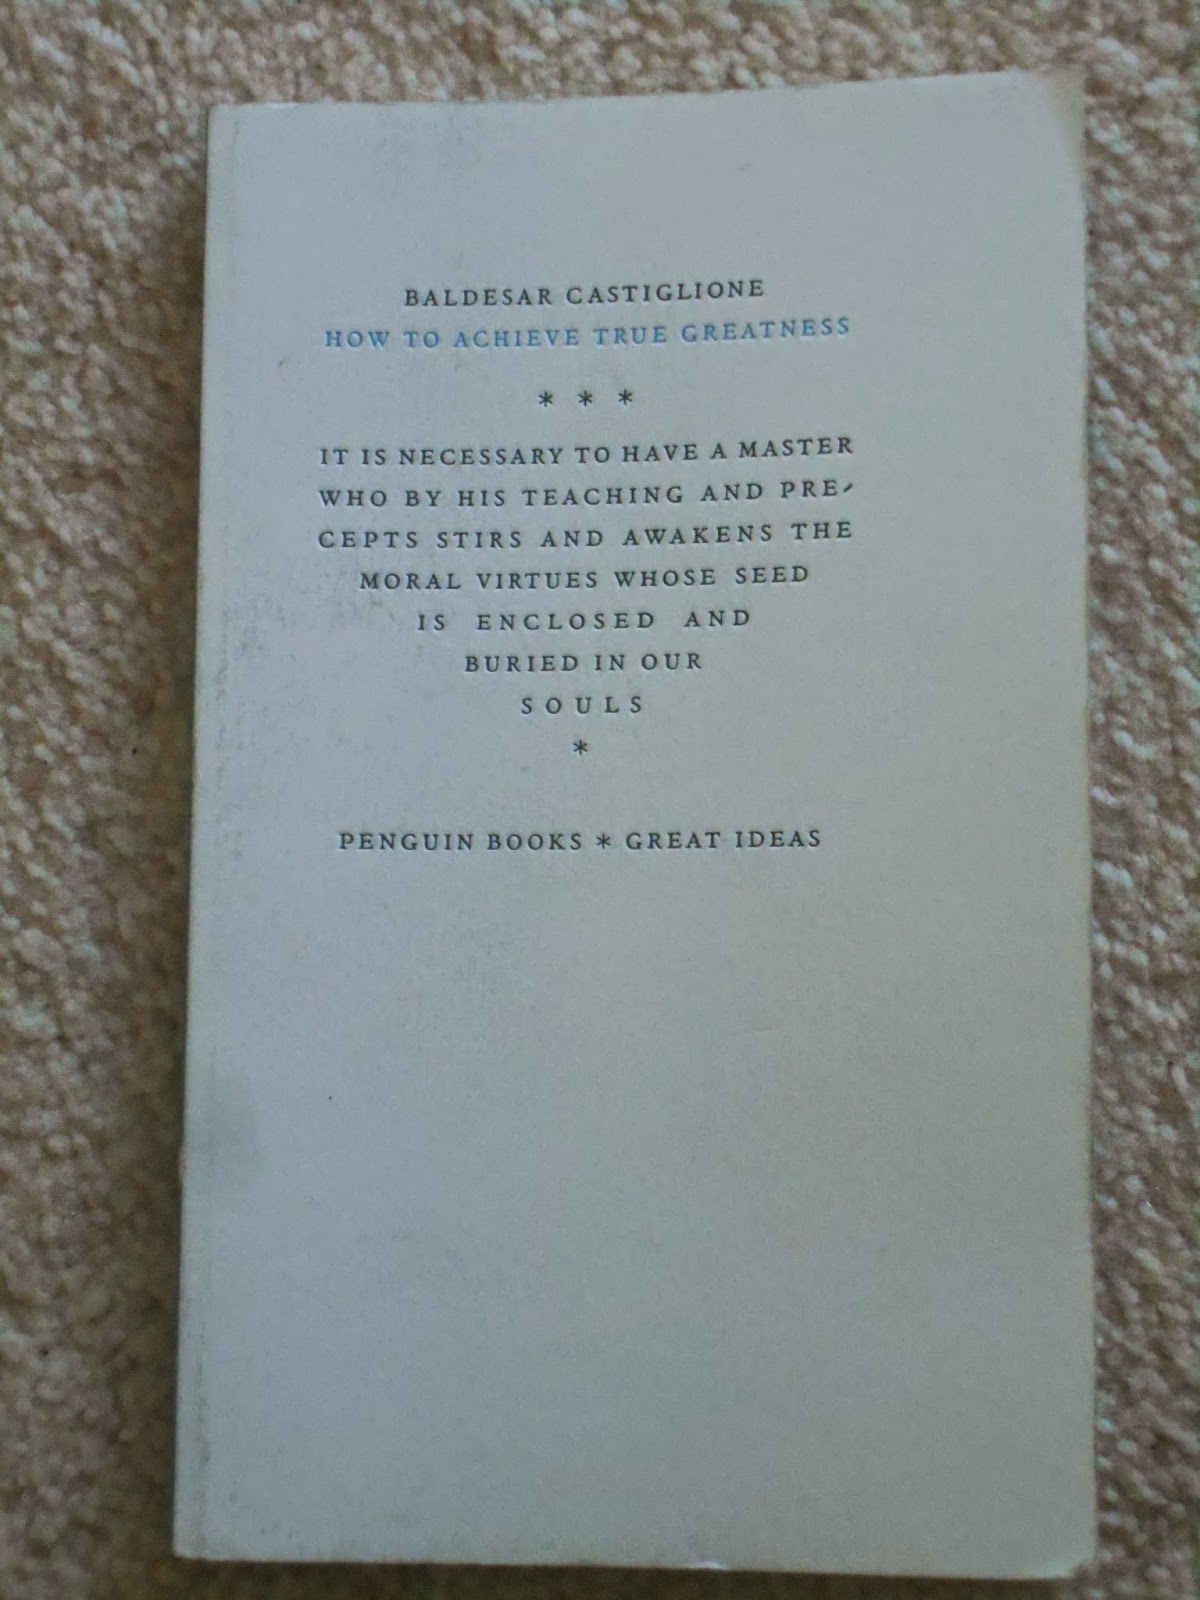 BALDESAR CASTIGLIONE
HOW TO ACHIEVE TRUE GREATNESS
* * *
IT IS NECESSARY TO HAVE A MASTER
WHO BY HIS TEACHING AND PRE-
CEPTS STIRS AND AWAKENS THE
MORAL VIRTUES WHOSE SEED
IS ENCLOSED AND
BURIED IN OUR
SOULS
*
PENGUIN BOOKS * GREAT IDEAS